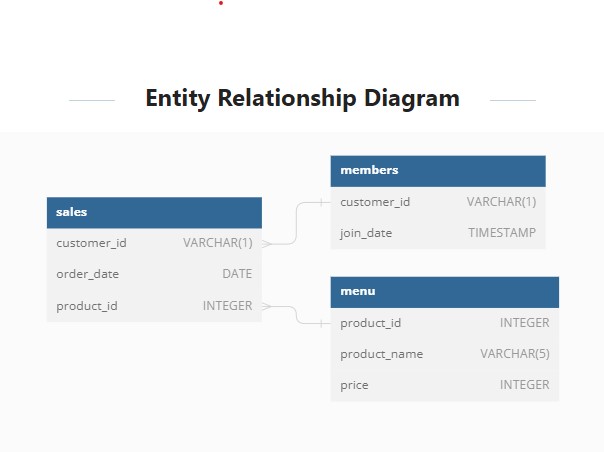 Entity Relationship Diagram
sales
customer_id VARCHAR(1)
order_date DATE
product_id INTEGER
members
customer_id VARCHAR(1)
join_date TIMESTAMP
menu
product_id INTEGER
product_name VARCHAR(5)
price INTEGER